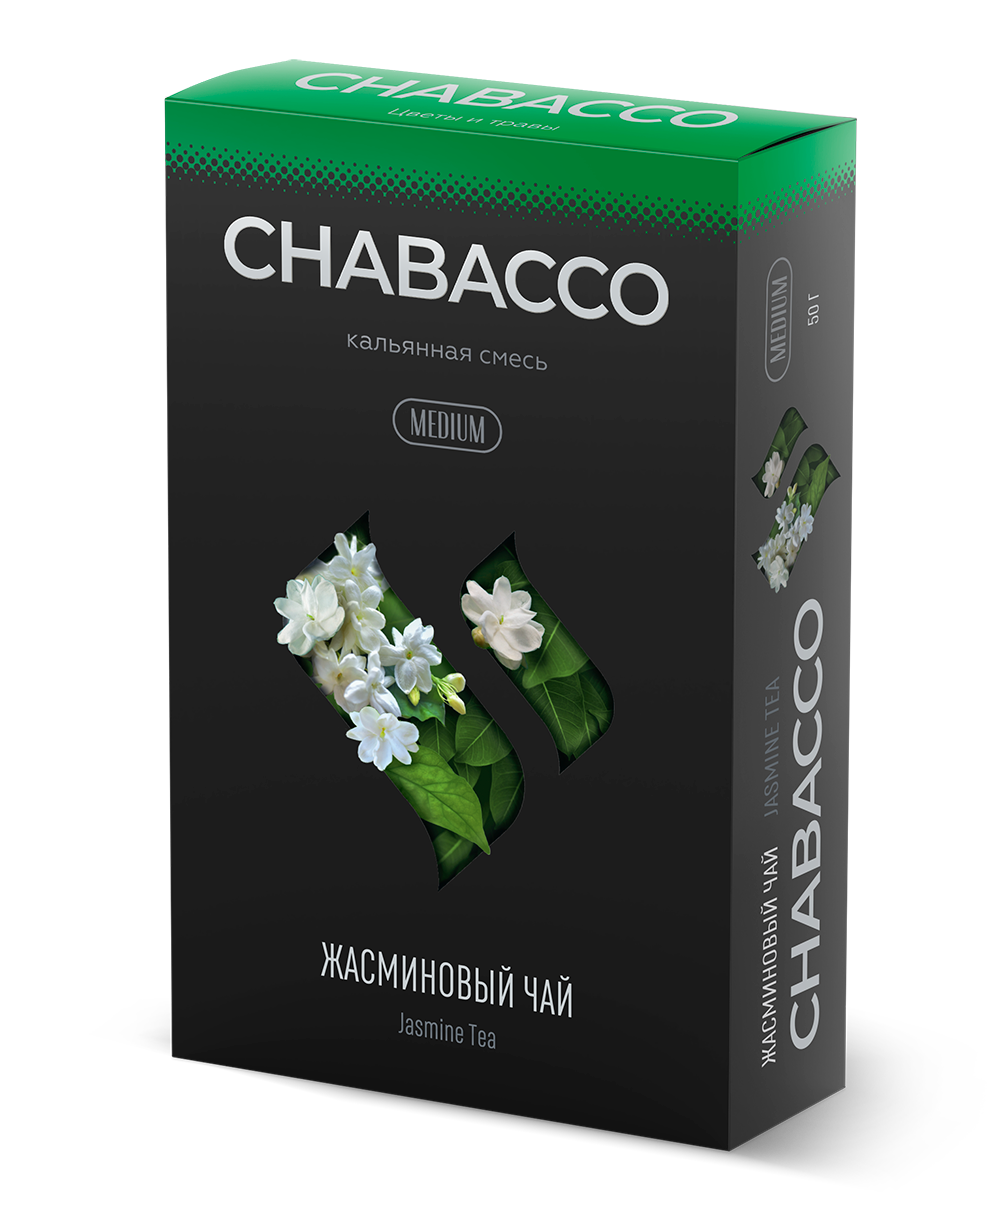 CHABACCO
Цветы и травы
CHABACCO
кальянная смесь
MEDIUM
ЖАСМИНОВЫЙ ЧАЙ
Jasmine Tea
MEDIUM
50 Г
ЖАСМИНОВЫЙ ЧАЙ JASMINE TEA
CHABACCO